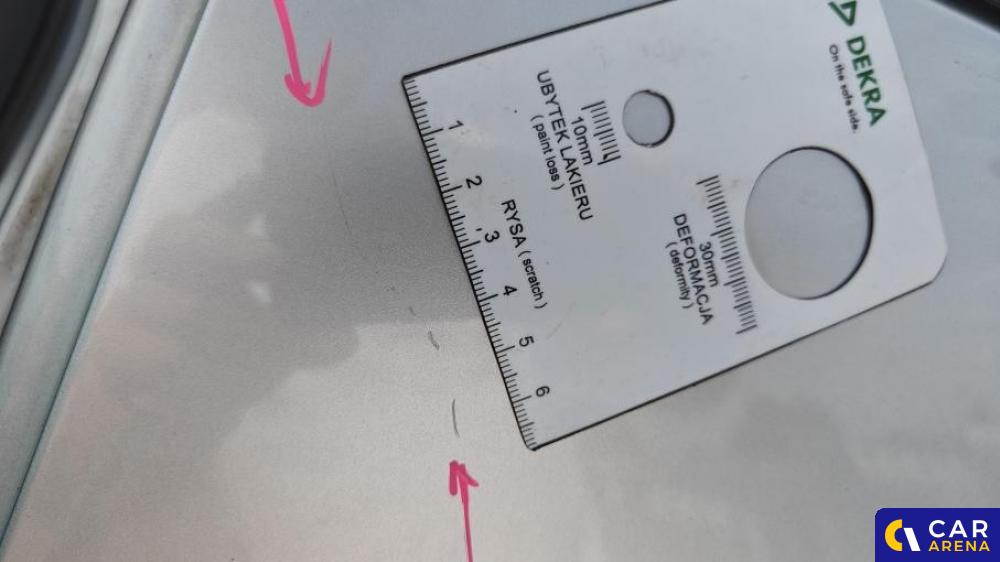 DEKRA
On the safe side.
10mm
UBYTEK LAKIERU
(paint loss)
30mm
DEFORMACJA
(deformity)
RYSA (scratch)
1
2
3
4
5
6
CAR
ARENA